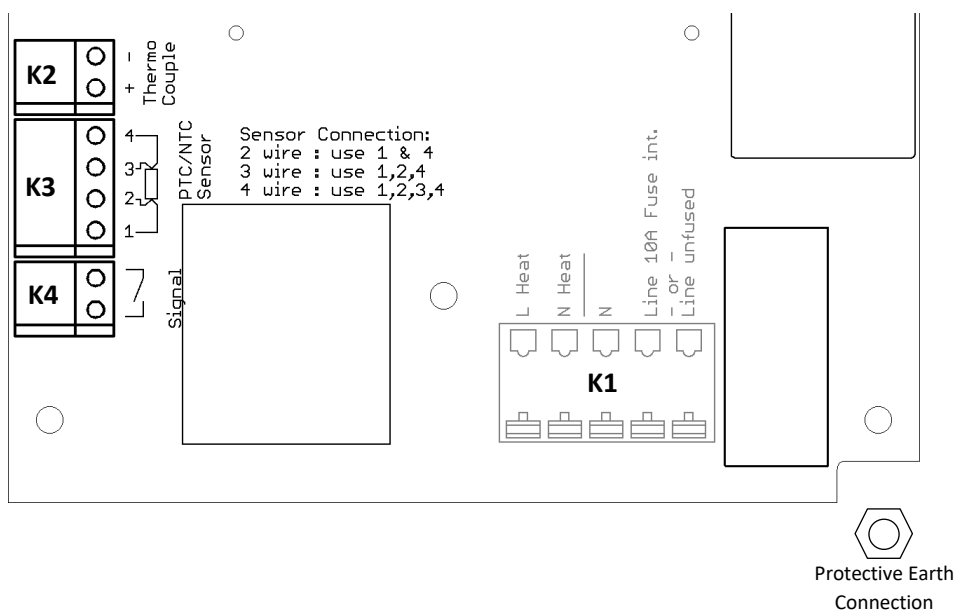 K2
-
+
Thermo
Couple
K3
4
3
2
1
PTC/NTC
Sensor
Sensor Connection:
2 wire : use 1 & 4
3 wire : use 1,2,4
4 wire : use 1,2,3,4
K4
Signal
L Heat
N Heat
N
Line 10A Fuse int.
- or -
Line unfused
K1
Protective Earth
Connection